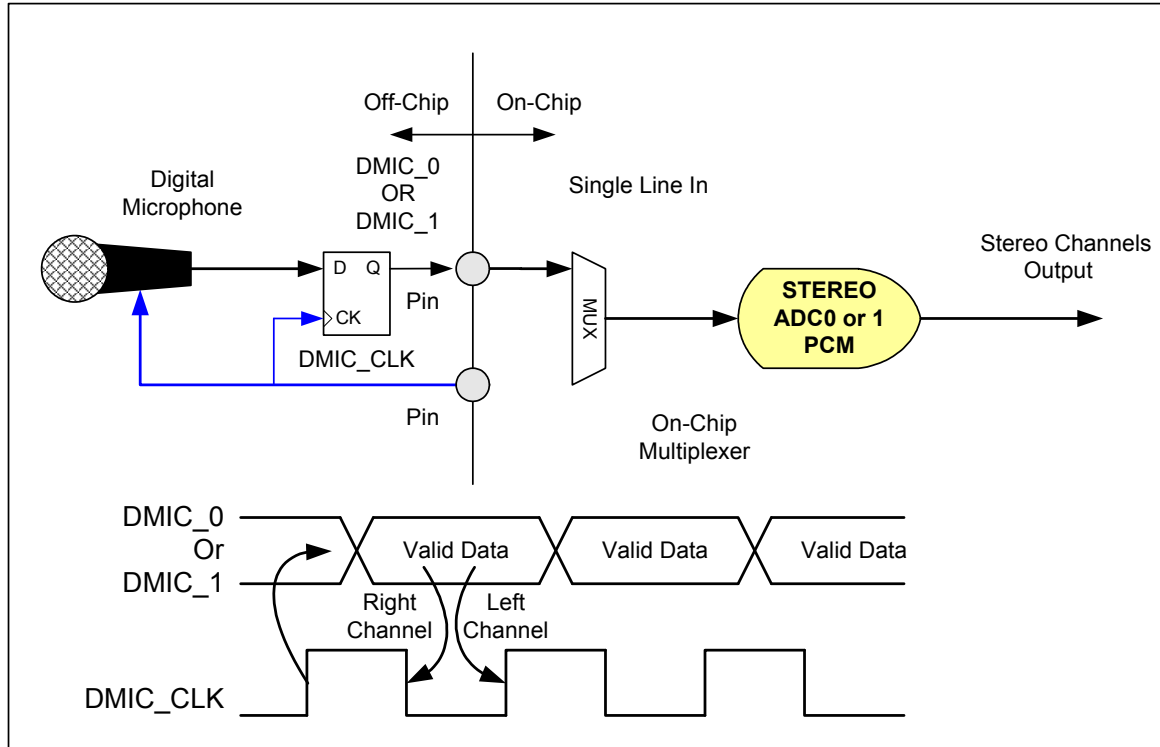 Off-Chip
On-Chip
DMIC_0
OR
DMIC_1
Single Line In
Digital
Microphone
Stereo Channels
Output
D Q
CK
Pin
MUX
STEREO
ADC0 or 1
PCM
DMIC_CLK
Pin
On-Chip
Multiplexer
DMIC_0
Or
DMIC_1
Valid Data
Valid Data
Valid Data
Right
Channel
Left
Channel
DMIC_CLK